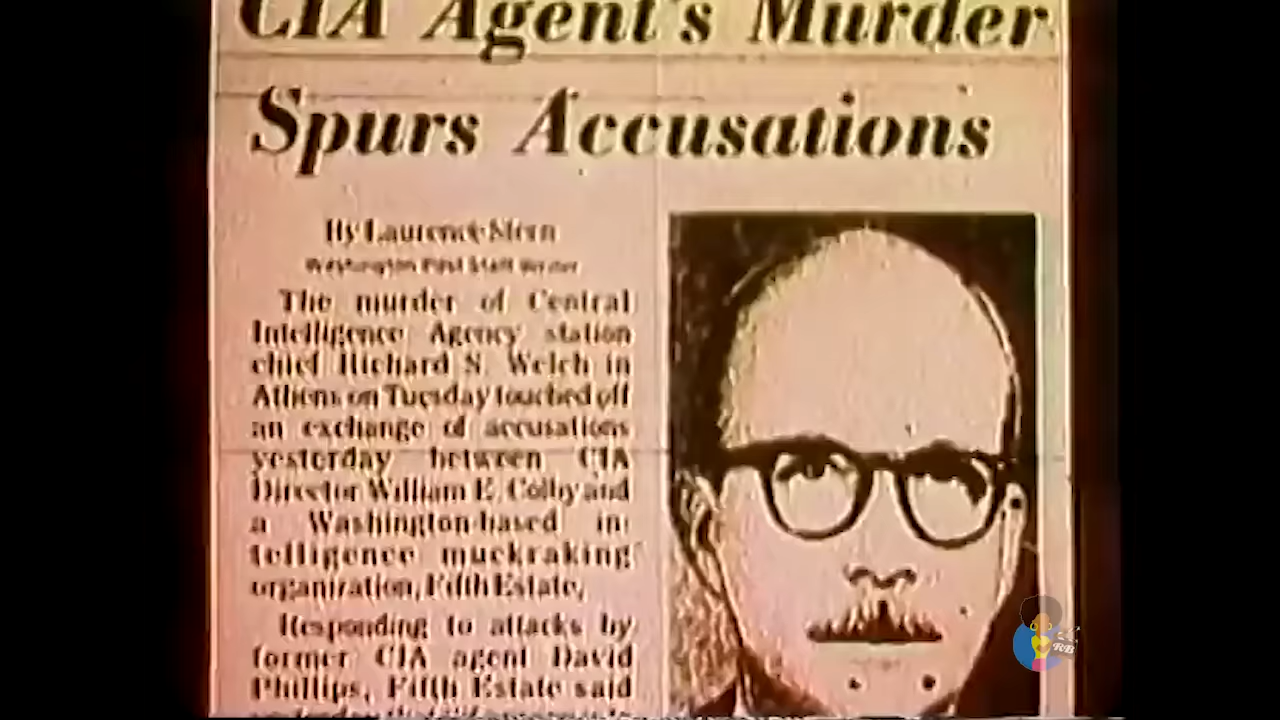 CIA Agent's Murder
Spurs Accusations
By Laurence Stern
Washington Post Staff Writer
The murder of Central
Intelligence Agency station
chief Richard S. Welch in
Athens on Tuesday touched off
an exchange of accusations
yesterday between CIA
Director William E. Colby and
a Washington-based in-
telligence muckraking
organization, Fifth Estate.
Responding to attacks by
former CIA agent David
Phillips, Fifth Estate said
RB